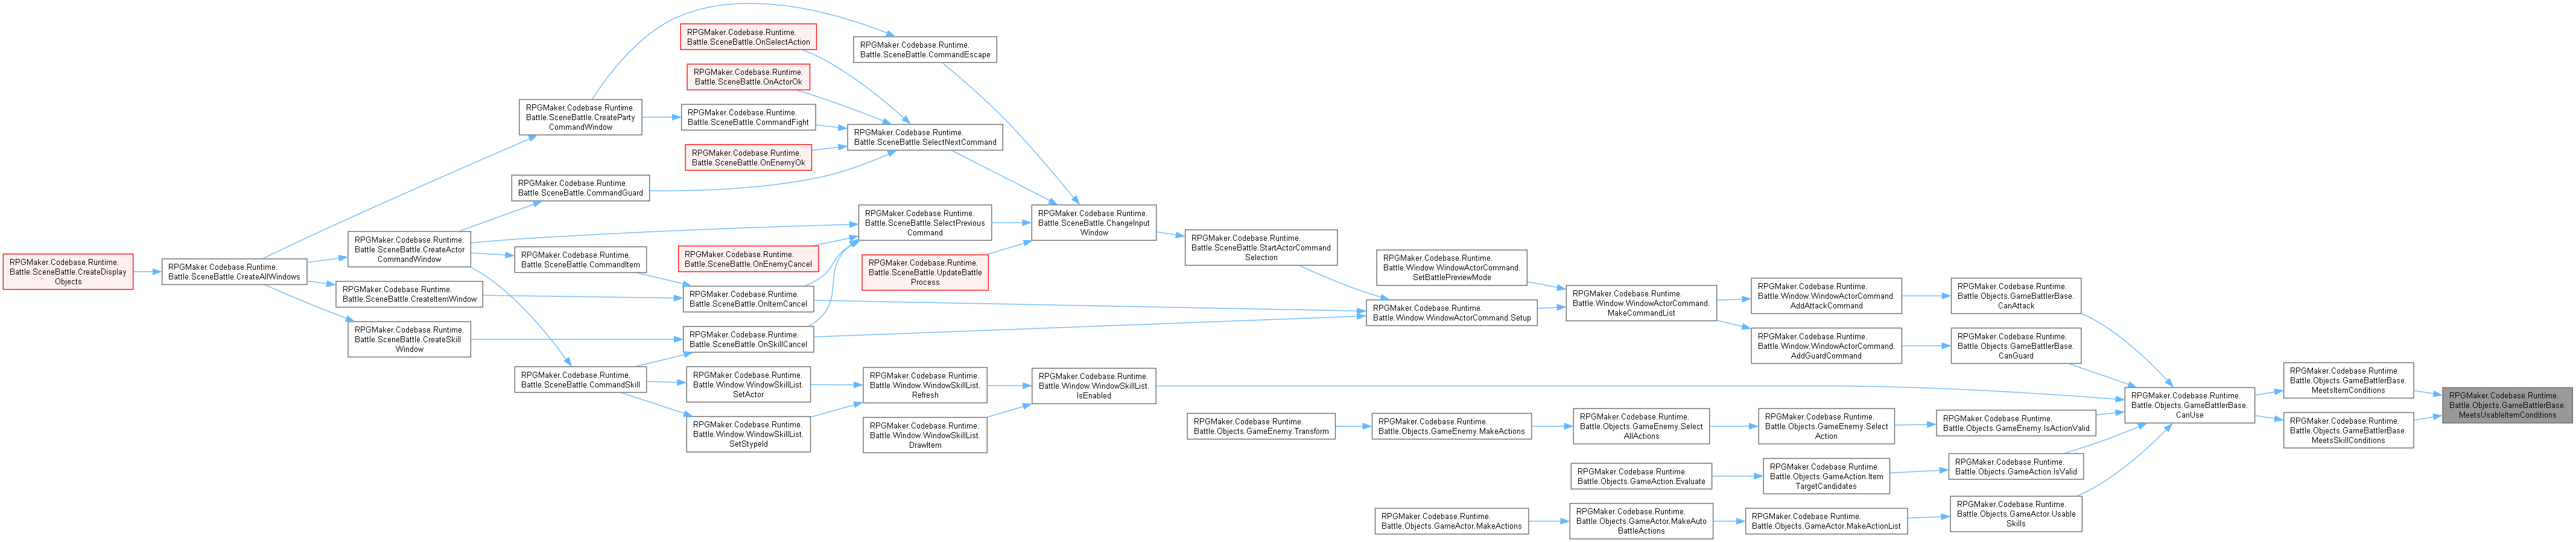 RPGMaker.Codebase.Runtime.
Battle.SceneBattle.CreateDisplay
Objects
RPGMaker.Codebase.Runtime.
Battle.SceneBattle.CreateAllWindows
RPGMaker.Codebase.Runtime.
Battle.SceneBattle.CreateActor
CommandWindow
RPGMaker.Codebase.Runtime.
Battle.SceneBattle.CreateItemWindow
RPGMaker.Codebase.Runtime.
Battle.SceneBattle.CreateSkill
Window
RPGMaker.Codebase.Runtime.
Battle.SceneBattle.CreateParty
CommandWindow
RPGMaker.Codebase.Runtime.
Battle.SceneBattle.CommandGuard
RPGMaker.Codebase.Runtime.
Battle.SceneBattle.CommandItem
RPGMaker.Codebase.Runtime.
Battle.SceneBattle.CommandSkill
RPGMaker.Codebase.Runtime.
Battle.SceneBattle.OnSelectAction
RPGMaker.Codebase.Runtime.
Battle.SceneBattle.OnActorOk
RPGMaker.Codebase.Runtime.
Battle.SceneBattle.CommandFight
RPGMaker.Codebase.Runtime.
Battle.SceneBattle.OnEnemyOk
RPGMaker.Codebase.Runtime.
Battle.SceneBattle.OnEnemyCancel
RPGMaker.Codebase.Runtime.
Battle.SceneBattle.OnItemCancel
RPGMaker.Codebase.Runtime.
Battle.SceneBattle.OnSkillCancel
RPGMaker.Codebase.Runtime.
Battle.Window.WindowSkillList.
SetActor
RPGMaker.Codebase.Runtime.
Battle.Window.WindowSkillList.
SetStypeId
RPGMaker.Codebase.Runtime.
Battle.SceneBattle.CommandEscape
RPGMaker.Codebase.Runtime.
Battle.SceneBattle.SelectNextCommand
RPGMaker.Codebase.Runtime.
Battle.SceneBattle.SelectPrevious
Command
RPGMaker.Codebase.Runtime.
Battle.SceneBattle.UpdateBattle
Process
RPGMaker.Codebase.Runtime.
Battle.Window.WindowSkillList.
Refresh
RPGMaker.Codebase.Runtime.
Battle.Window.WindowSkillList.
DrawItem
RPGMaker.Codebase.Runtime.
Battle.SceneBattle.ChangeInput
Window
RPGMaker.Codebase.Runtime.
Battle.Window.WindowSkillList.
IsEnabled
RPGMaker.Codebase.Runtime.
Battle.SceneBattle.StartActorCommand
Selection
RPGMaker.Codebase.Runtime.
Battle.Objects.GameEnemy.Transform
RPGMaker.Codebase.Runtime.
Battle.Window.WindowActorCommand.
SetBattlePreviewMode
RPGMaker.Codebase.Runtime.
Battle.Window.WindowActorCommand.Setup
RPGMaker.Codebase.Runtime.
Battle.Objects.GameEnemy.MakeActions
RPGMaker.Codebase.Runtime.
Battle.Objects.GameActor.MakeActions
RPGMaker.Codebase.Runtime.
Battle.Window.WindowActorCommand.
MakeCommandList
RPGMaker.Codebase.Runtime.
Battle.Objects.GameEnemy.Select
AllActions
RPGMaker.Codebase.Runtime.
Battle.Objects.GameAction.Evaluate
RPGMaker.Codebase.Runtime.
Battle.Objects.GameActor.MakeAuto
BattleActions
RPGMaker.Codebase.Runtime.
Battle.Window.WindowActorCommand.
AddAttackCommand
RPGMaker.Codebase.Runtime.
Battle.Window.WindowActorCommand.
AddGuardCommand
RPGMaker.Codebase.Runtime.
Battle.Objects.GameEnemy.Select
Action
RPGMaker.Codebase.Runtime.
Battle.Objects.GameAction.Item
TargetCandidates
RPGMaker.Codebase.Runtime.
Battle.Objects.GameActor.MakeActionList
RPGMaker.Codebase.Runtime.
Battle.Objects.GameBattlerBase.
CanAttack
RPGMaker.Codebase.Runtime.
Battle.Objects.GameBattlerBase.
CanGuard
RPGMaker.Codebase.Runtime.
Battle.Objects.GameEnemy.IsActionValid
RPGMaker.Codebase.Runtime.
Battle.Objects.GameAction.IsValid
RPGMaker.Codebase.Runtime.
Battle.Objects.GameActor.Usable
Skills
RPGMaker.Codebase.Runtime.
Battle.Objects.GameBattlerBase.
CanUse
RPGMaker.Codebase.Runtime.
Battle.Objects.GameBattlerBase.
MeetsItemConditions
RPGMaker.Codebase.Runtime.
Battle.Objects.GameBattlerBase.
MeetsSkillConditions
RPGMaker.Codebase.Runtime.
Battle.Objects.GameBattlerBase.
MeetsUsableItemConditions